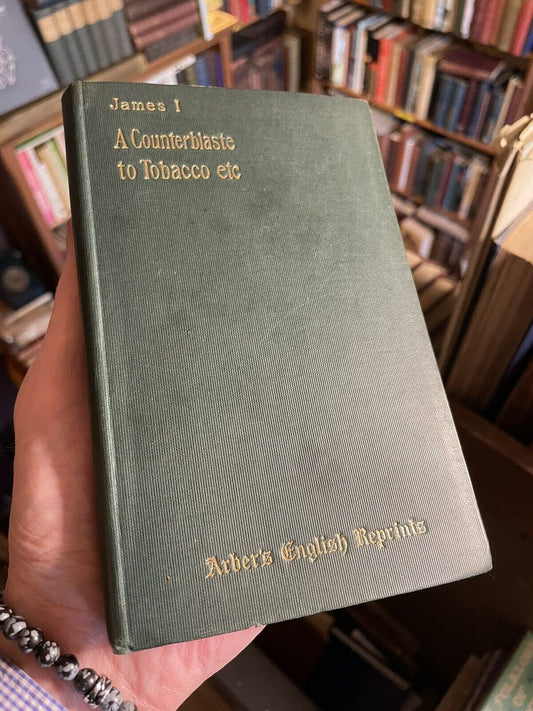 James I
A Counterblaste
to Tobacco etc
Arber's English Reprints